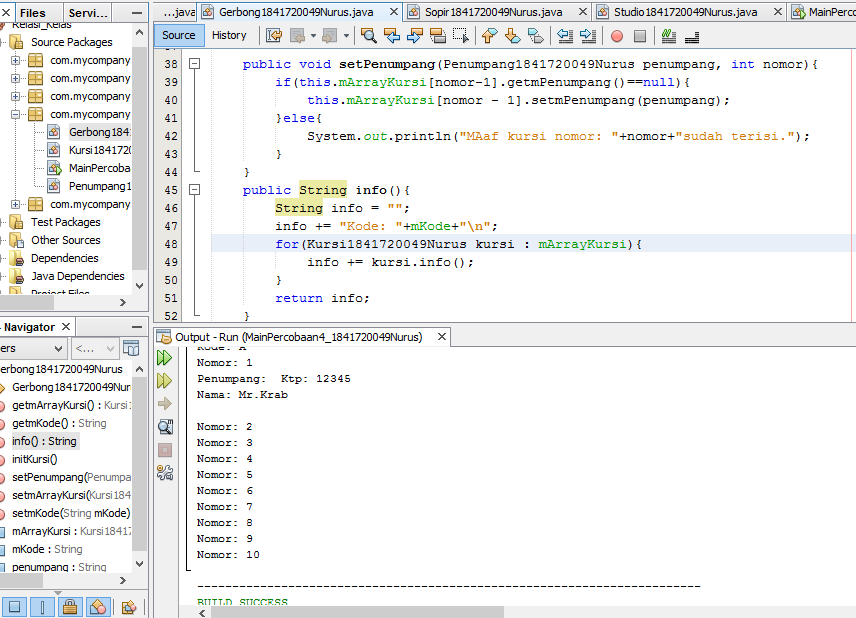 Files
Servi...
...java
Gerbong1841720049Nurus.java
Sopir1841720049Nurus.java
Studio1841720049Nurus.java
MainPerco
Source
History
Relasi_Kelas
Source Packages
com.mycompany
com.mycompany
com.mycompany
com.mycompany
Gerbong184
Kursi184172
MainPercoba
Penumpang1
com.mycompany
Test Packages
Other Sources
Dependencies
Java Dependencies
Project Files
38 public void setPenumpang(Penumpang1841720049Nurus penumpang, int nomor){
39 if(this.mArrayKursi[nomor-1].getmPenumpang()==null){
40 this.mArrayKursi[nomor - 1].setmPenumpang(penumpang);
41 }else{
42 System.out.println("MAaf kursi nomor: "+nomor+"sudah terisi.");
43 }
44 }
45 public String info(){
46 String info = "";
47 info += "Kode: "+mKode+"\n";
48 for(Kursi1841720049Nurus kursi : mArrayKursi){
49 info += kursi.info();
50 }
51 return info;
52 }
Navigator
ers
<...
erbong1841720049Nurus
Gerbong1841720049Nur
getmArrayKursi() : Kursi1
getmKode() : String
info() : String
initKursi()
setPenumpang(Penumpa
setmArrayKursi(Kursi184
setmKode(String mKode)
mArrayKursi : Kursi1841
mKode : String
penumpang : String
Output - Run (MainPercobaan4_1841720049Nurus)
Kode: A
Nomor: 1
Penumpang: Ktp: 12345
Nama: Mr.Krab
Nomor: 2
Nomor: 3
Nomor: 4
Nomor: 5
Nomor: 6
Nomor: 7
Nomor: 8
Nomor: 9
Nomor: 10
------------------------------------------------------------------------
BUILD SUCCESS